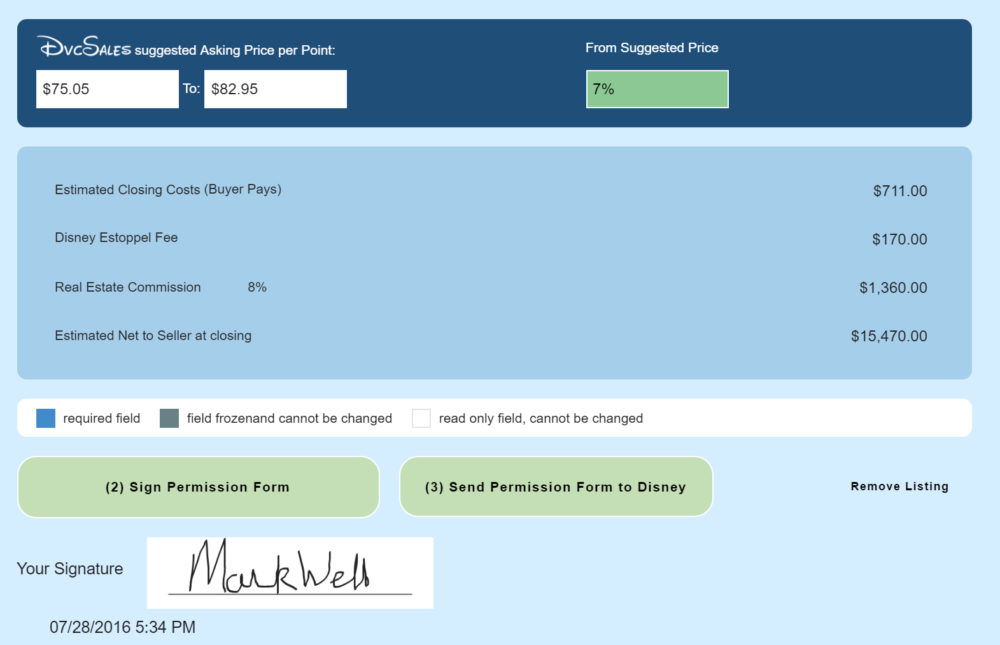 DVCSALES suggested Asking Price per Point: From Suggested Price
$75.05 To: $82.95 7%
Estimated Closing Costs (Buyer Pays) $711.00
Disney Estoppel Fee $170.00
Real Estate Commission 8% $1,360.00
Estimated Net to Seller at closing $15,470.00
required field field frozenand cannot be changed read only field, cannot be changed
(2) Sign Permission Form (3) Send Permission Form to Disney Remove Listing
Your Signature Mark Well
07/28/2016 5:34 PM